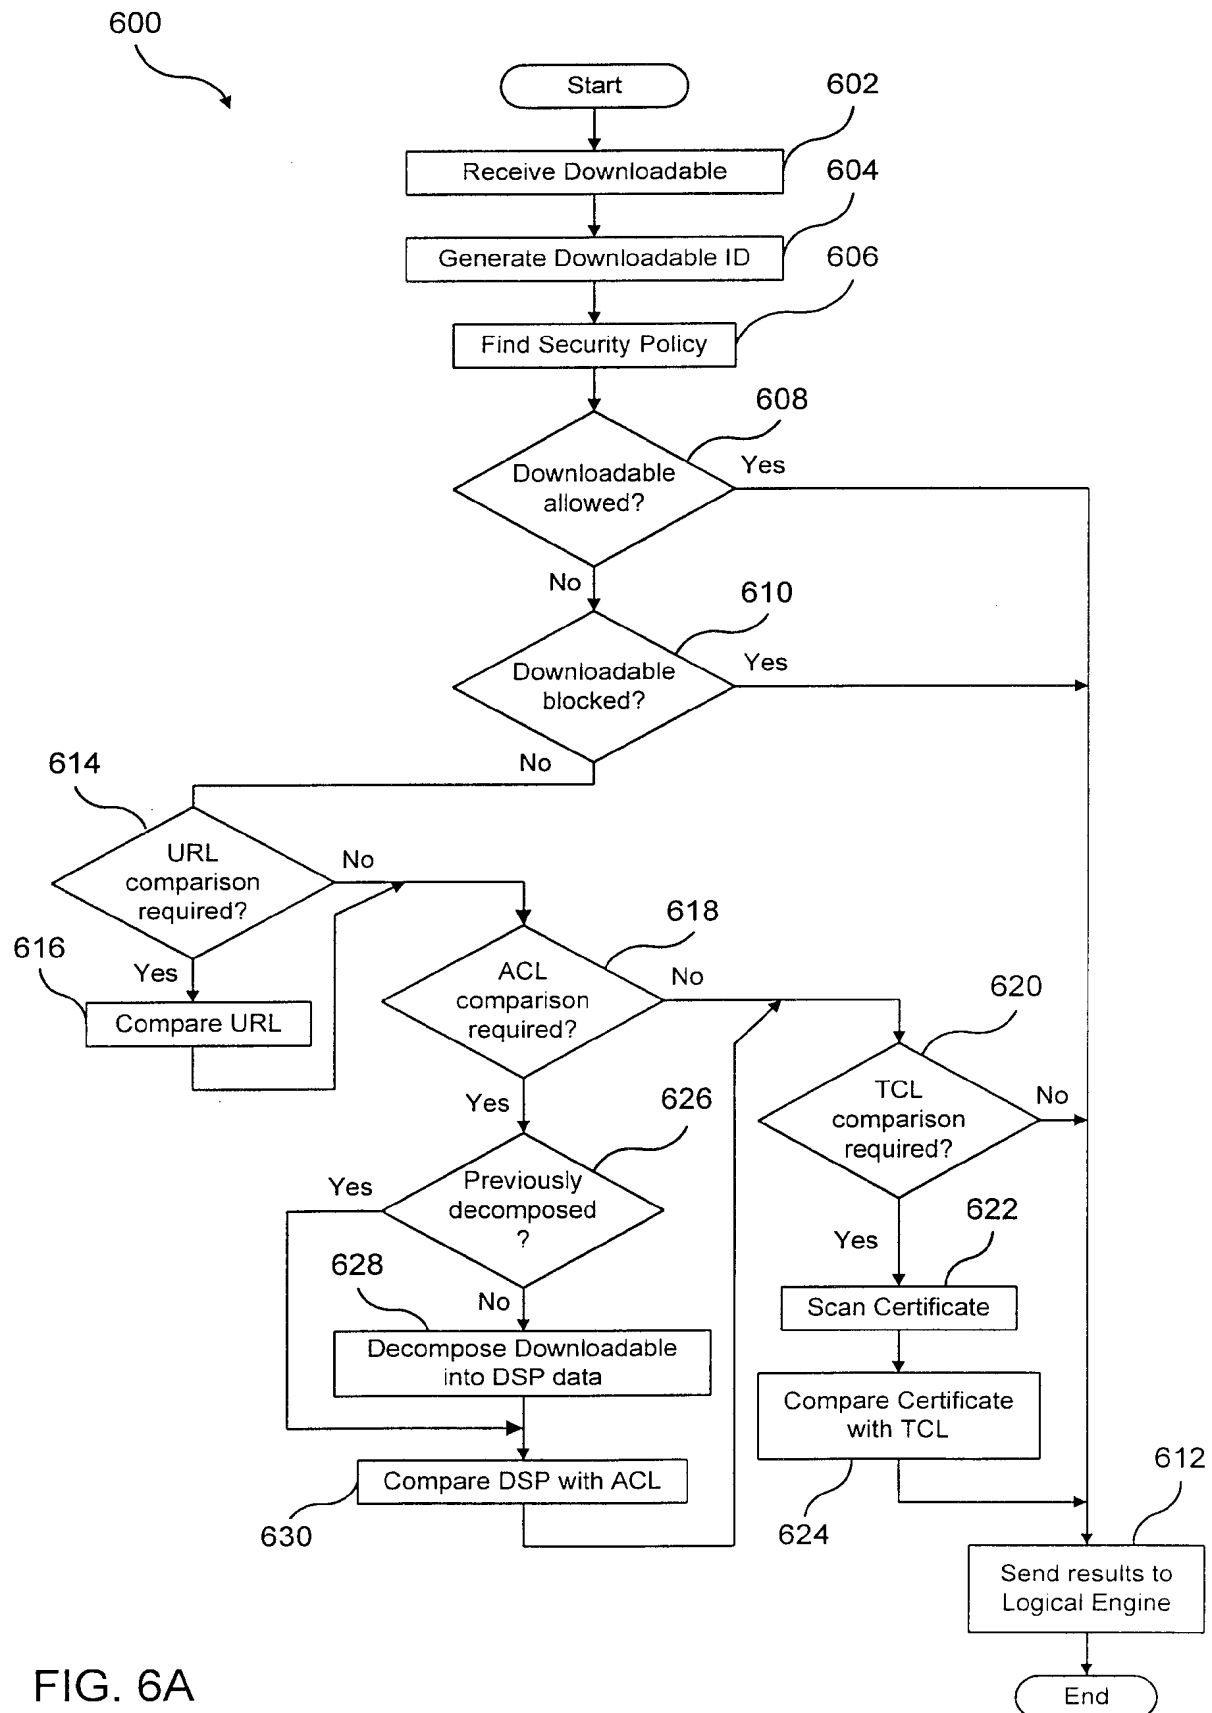 600
Start
602
Receive Downloadable
604
Generate Downloadable ID
606
Find Security Policy
608
Downloadable
allowed?
Yes
No
610
Downloadable
blocked?
Yes
No
614
URL
comparison
required?
No
Yes
616
Compare URL
618
ACL
comparison
required?
No
Yes
620
TCL
comparison
required?
No
Yes
626
Previously
decomposed
?
Yes
No
622
Scan Certificate
628
Decompose Downloadable
into DSP data
Compare Certificate
with TCL
624
Compare DSP with ACL
630
612
Send results to
Logical Engine
End
FIG. 6A